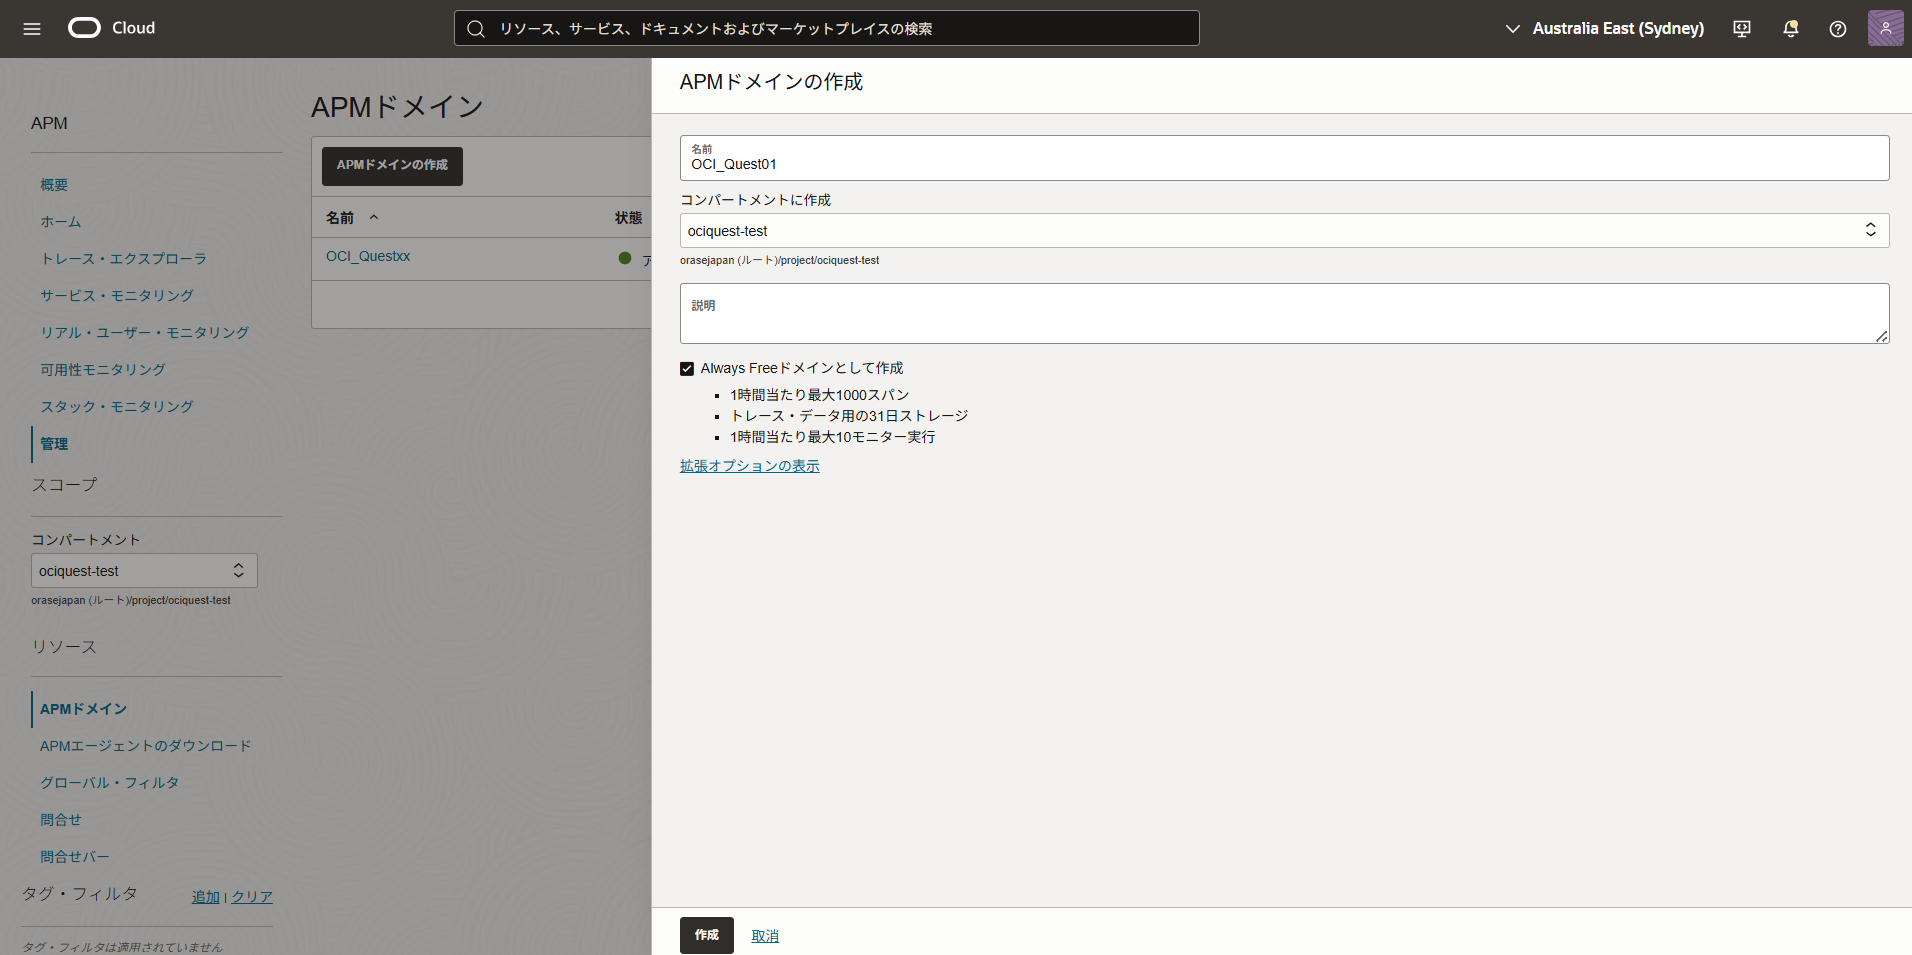 Cloud
リソース、サービス、ドキュメントおよびマーケットプレイスの検索
Australia East (Sydney)
APM
概要
ホーム
トレース・エクスプローラ
サービス・モニタリング
リアル・ユーザー・モニタリング
可用性モニタリング
スタック・モニタリング
管理
スコープ
コンパートメント
ociquest-test
orasejapan (ルート)/project/ociquest-test
リソース
APMドメイン
APMエージェントのダウンロード
グローバル・フィルタ
問合せ
問合せバー
タグ・フィルタ 追加 | クリア
タグ・フィルタは適用されていません
APMドメイン
APMドメインの作成
名前 状態
OCI_Questxx ア
APMドメインの作成
名前
OCI_Quest01
コンパートメントに作成
ociquest-test
orasejapan (ルート)/project/ociquest-test
説明
Always Freeドメインとして作成
1時間当たり最大1000スパン
トレース・データ用の31日ストレージ
1時間当たり最大10モニター実行
拡張オプションの表示
作成 取消